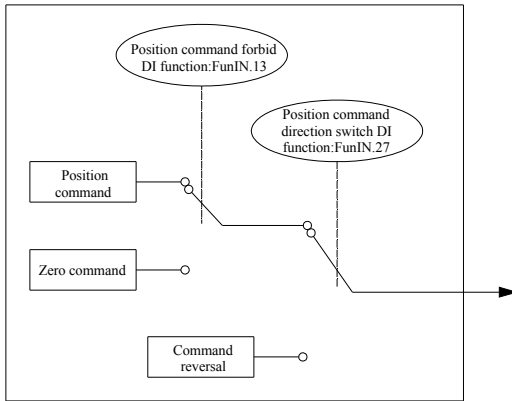 Position command forbid
DI function:FunIN.13
Position command
direction switch DI
function:FunIN.27
Position
command
Zero command
Command
reversal